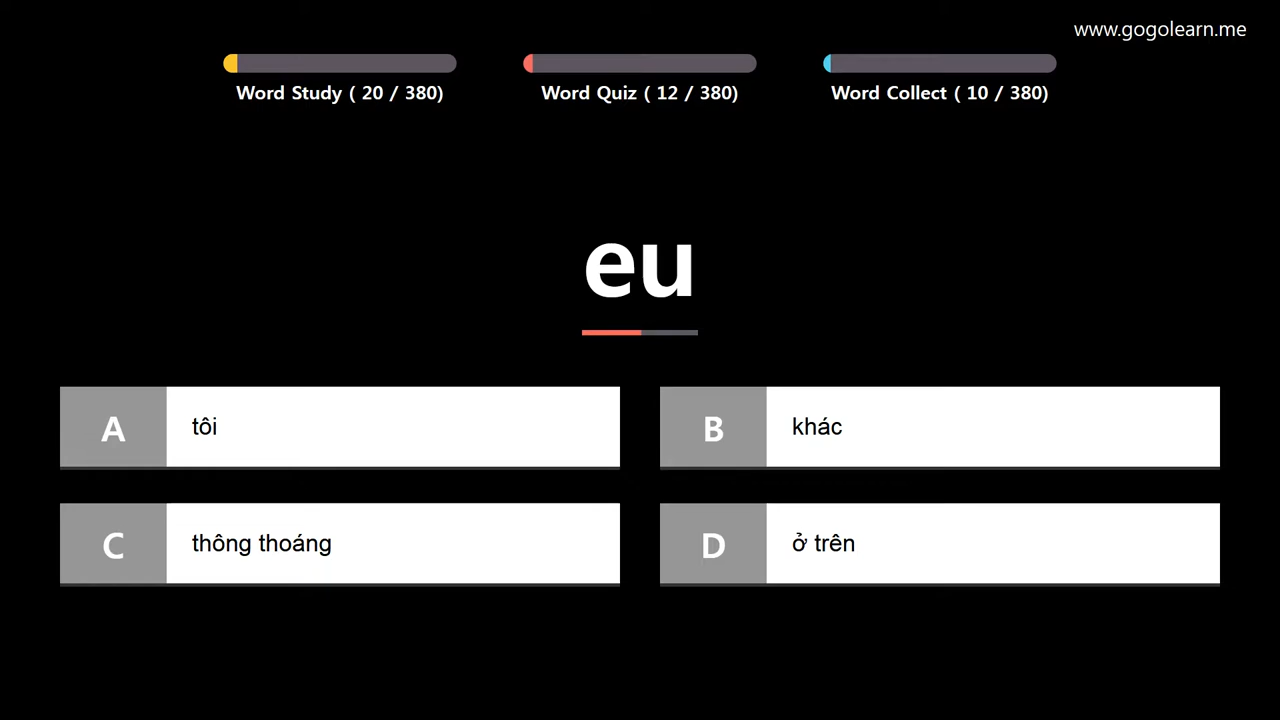 www.gogolearn.me
Word Study ( 20 / 380)
Word Quiz ( 12 / 380)
Word Collect ( 10 / 380)
eu
A
tôi
B
khác
C
thông thoáng
D
ở trên